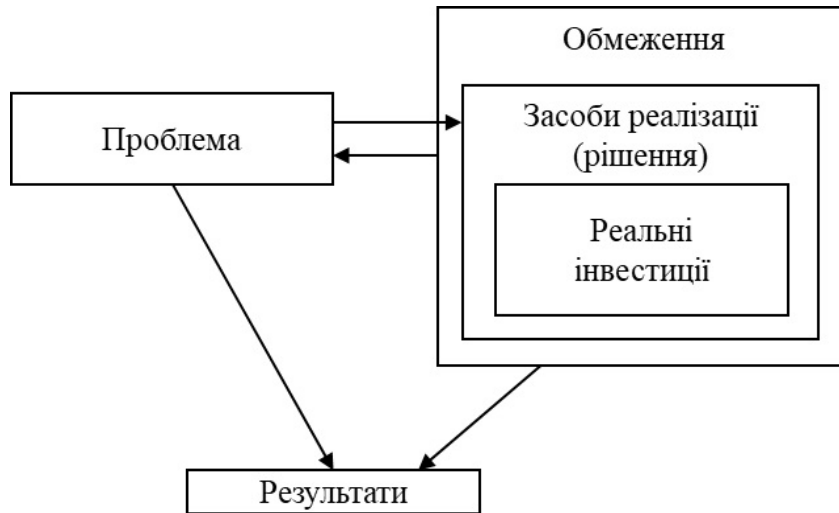 Обмеження
Проблема
Засоби реалізації
(рішення)
Реальні
інвестиції
Результати